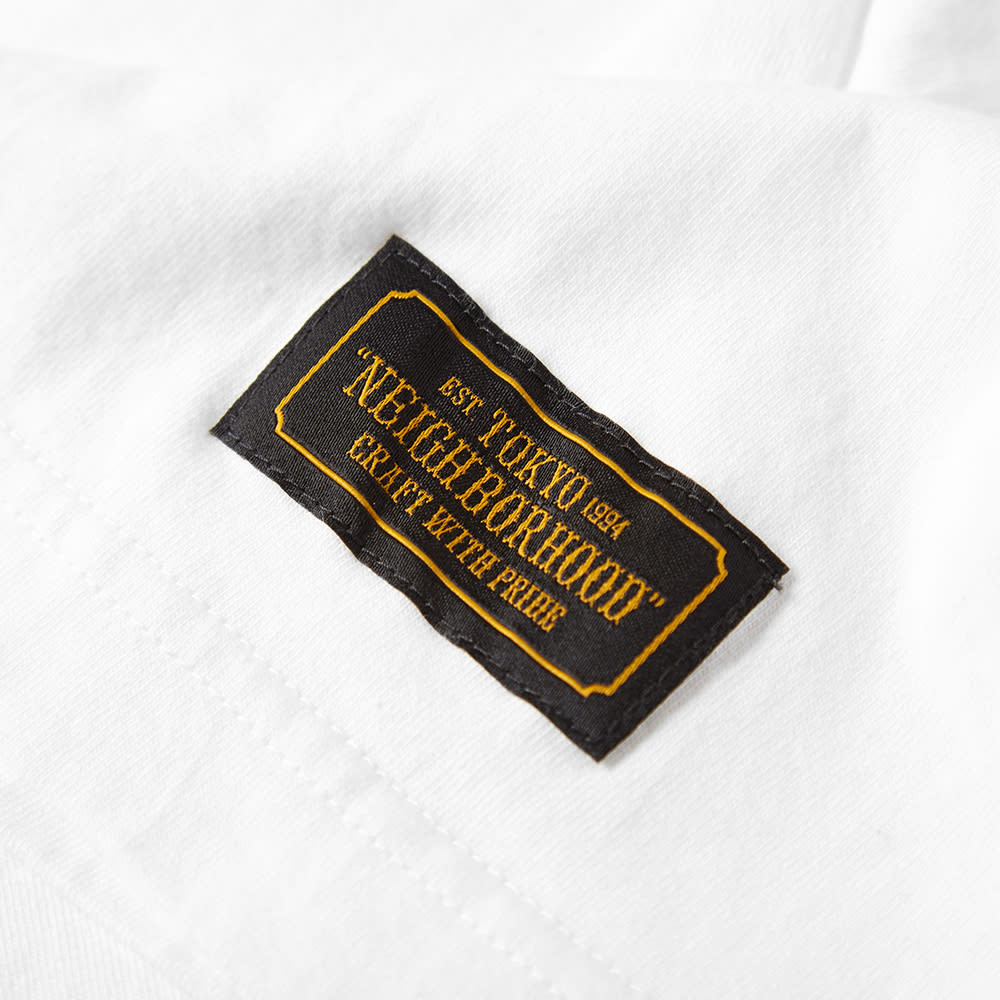 EST TOKYO 1994
"NEIGHBORHOOD"
CRAFT WITH PRIDE